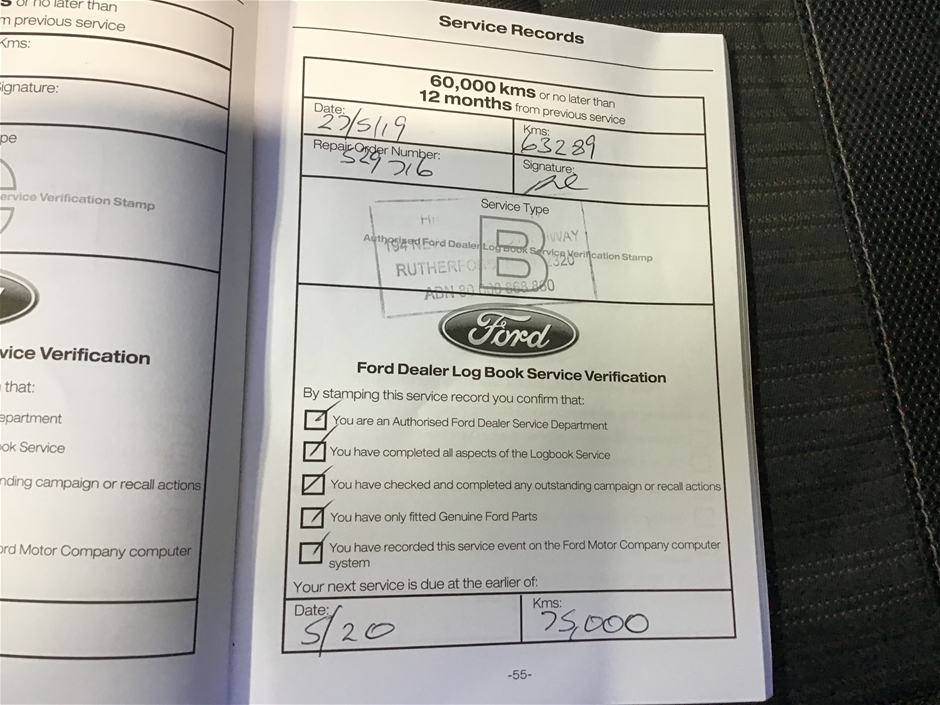 or no later than
m previous service
Kms:
ignature:
pe
ervice Verification Stamp
vice Verification
that:
epartment
ok Service
nding campaign or recall actions
ord Motor Company computer
Service Records
60,000 kms or no later than
12 months from previous service
Date: Kms:
27/5/19 63289
Repair Order Number: Signature:
529716
Service Type
B
Authorised Ford Dealer Log Book Service Verification Stamp
Ford
Ford Dealer Log Book Service Verification
By stamping this service record you confirm that:
You are an Authorised Ford Dealer Service Department
You have completed all aspects of the Logbook Service
You have checked and completed any outstanding campaign or recall actions
You have only fitted Genuine Ford Parts
You have recorded this service event on the Ford Motor Company computer
system
Your next service is due at the earlier of:
Date: Kms:
5/20 75,000
-55-